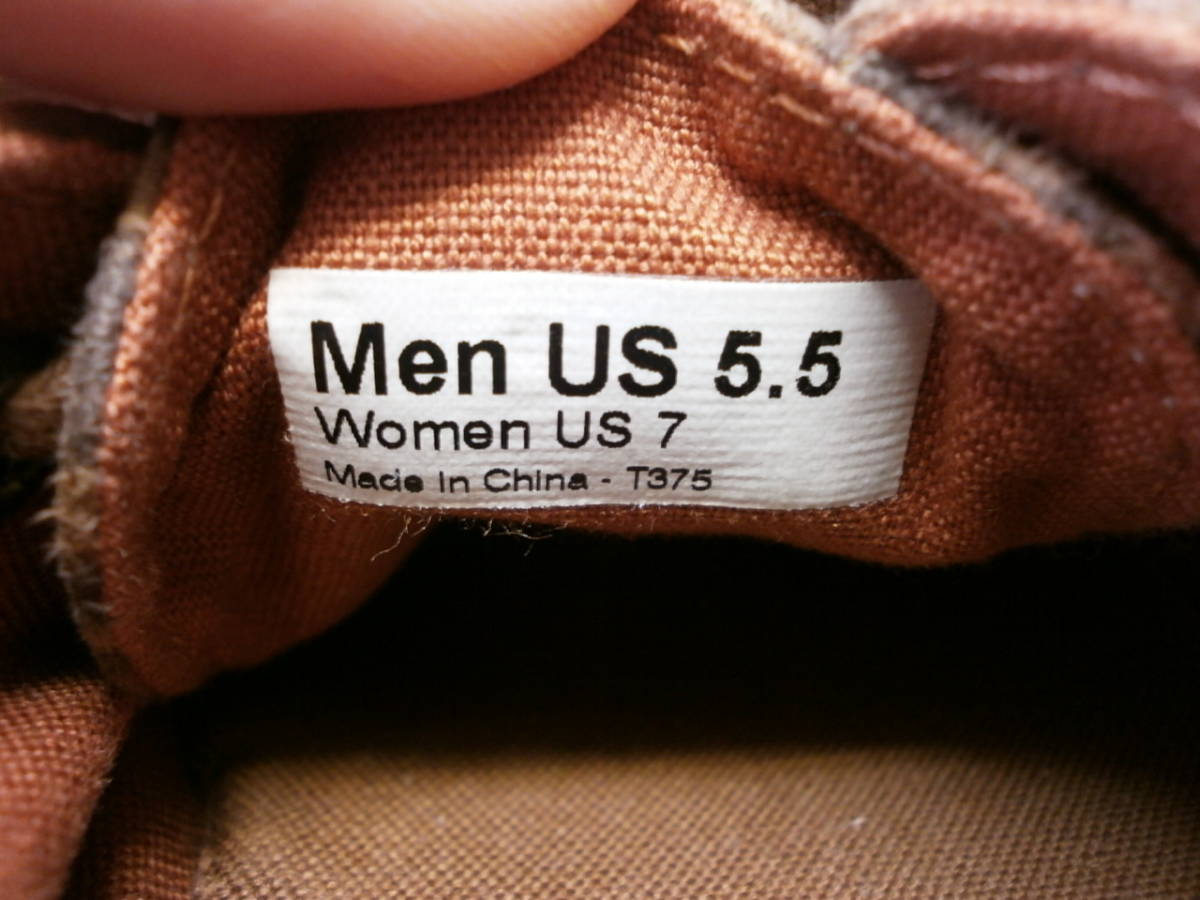 Men US 5.5
Women US 7
Made In China - T375